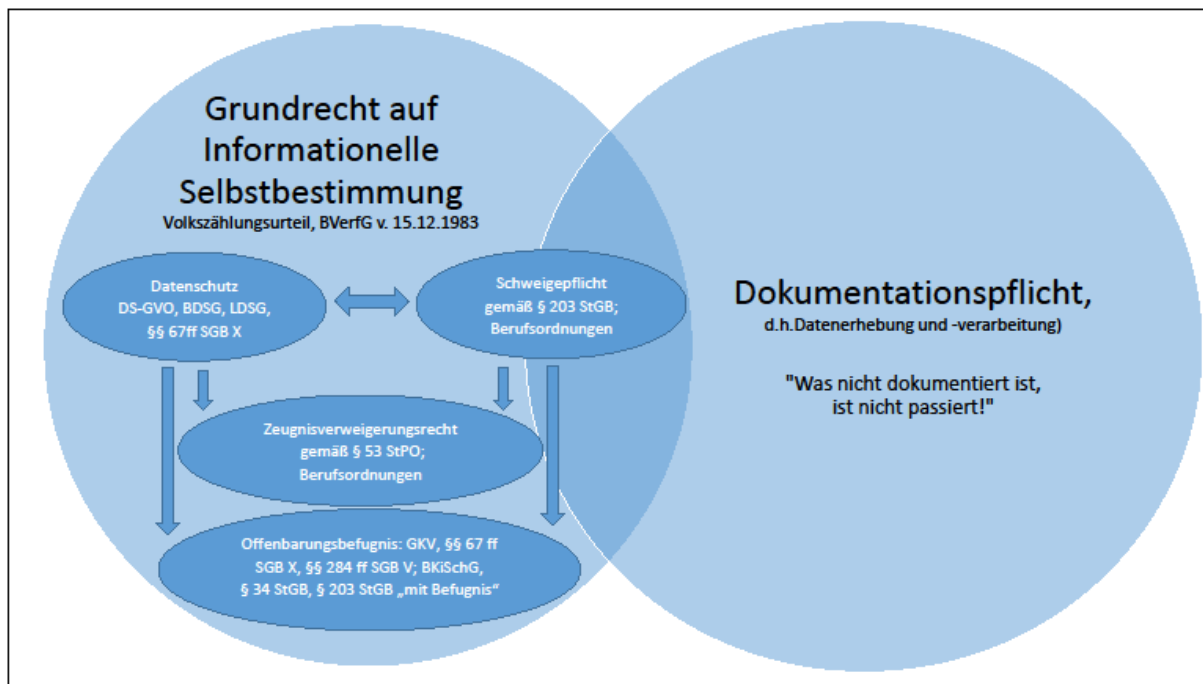 Grundrecht auf
Informationelle
Selbstbestimmung
Volkszählungsurteil, BVerfG v. 15.12.1983
Datenschutz
DS-GVO, BDSG, LDSG,
§§ 67ff SGB X
Schweigepflicht
gemäß § 203 StGB;
Berufsordnungen
Zeugnisverweigerungsrecht
gemäß § 53 StPO;
Berufsordnungen
Offenbarungsbefugnis: GKV, §§ 67 ff
SGB X, §§ 284 ff SGB V; BKiSchG,
§ 34 StGB, § 203 StGB „mit Befugnis“
Dokumentationspflicht,
d.h.Datenerhebung und -verarbeitung)
"Was nicht dokumentiert ist,
ist nicht passiert!"